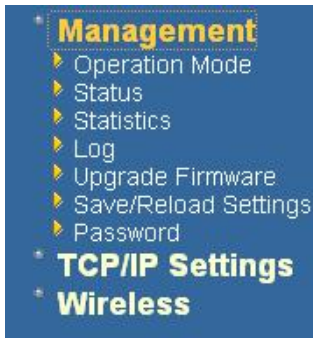 Management
Operation Mode
Status
Statistics
Log
Upgrade Firmware
Save/Reload Settings
Password
TCP/IP Settings
Wireless